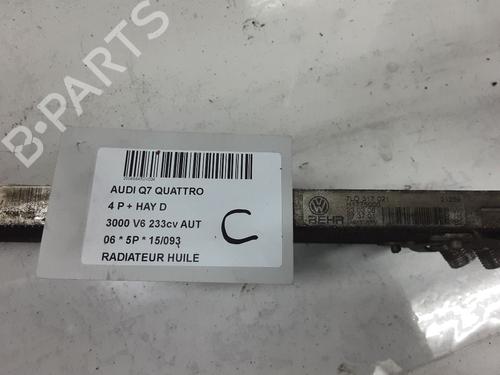 B-PARTS
AUDI Q7 QUATTRO
4 P + HAY D
3000 V6 233cv AUT
06 * 5P * 15/093
RADIATEUR HUILE
C
BEHR